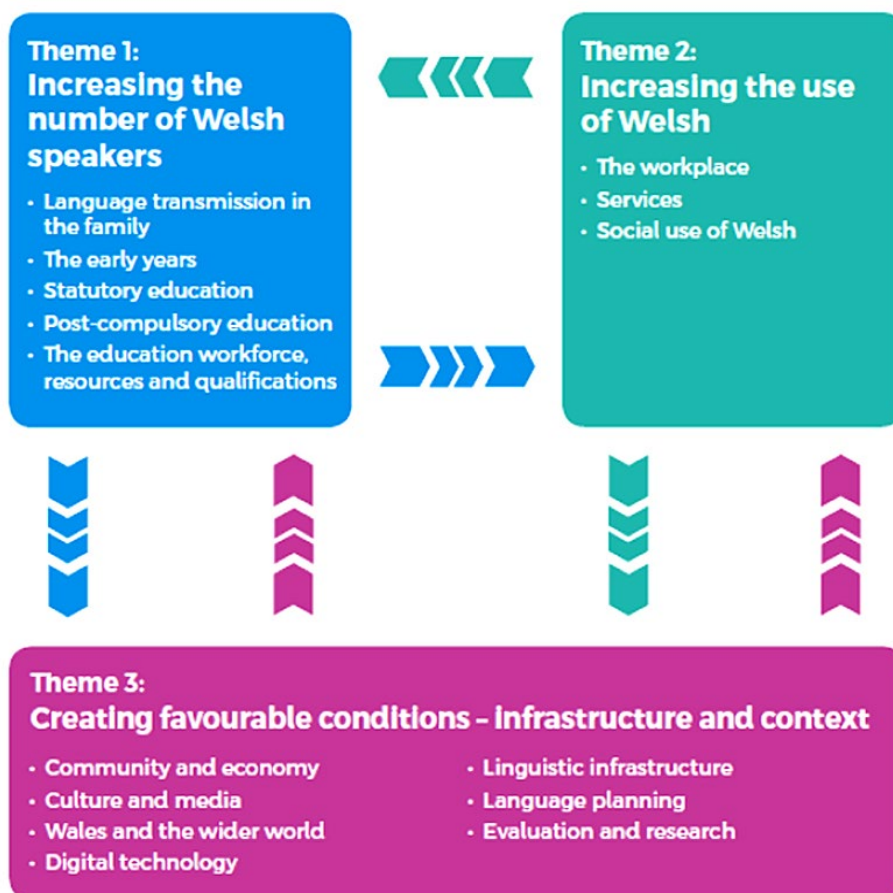 Theme 1:
Increasing the
number of Welsh
speakers
• Language transmission in
the family
• The early years
• Statutory education
• Post-compulsory education
• The education workforce,
resources and qualifications
Theme 2:
Increasing the use
of Welsh
• The workplace
• Services
• Social use of Welsh
Theme 3:
Creating favourable conditions – infrastructure and context
• Community and economy
• Culture and media
• Wales and the wider world
• Digital technology
• Linguistic infrastructure
• Language planning
• Evaluation and research